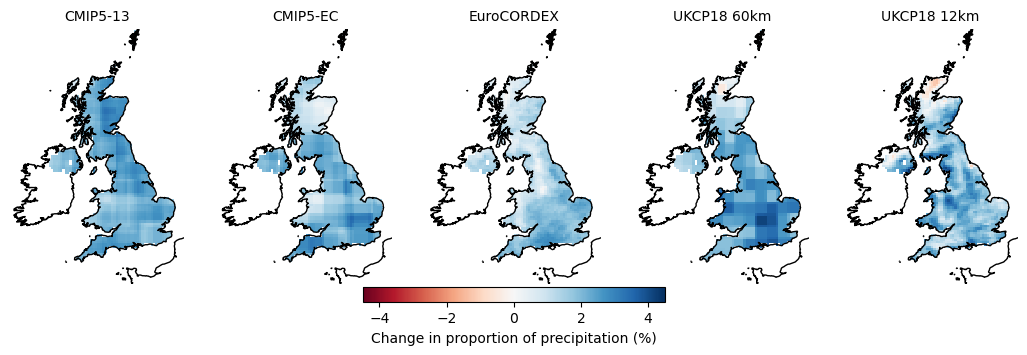 CMIP5-13 CMIP5-EC EuroCORDEX UKCP18 60km UKCP18 12km
−4 −2 0 2 4
Change in proportion of precipitation (%)